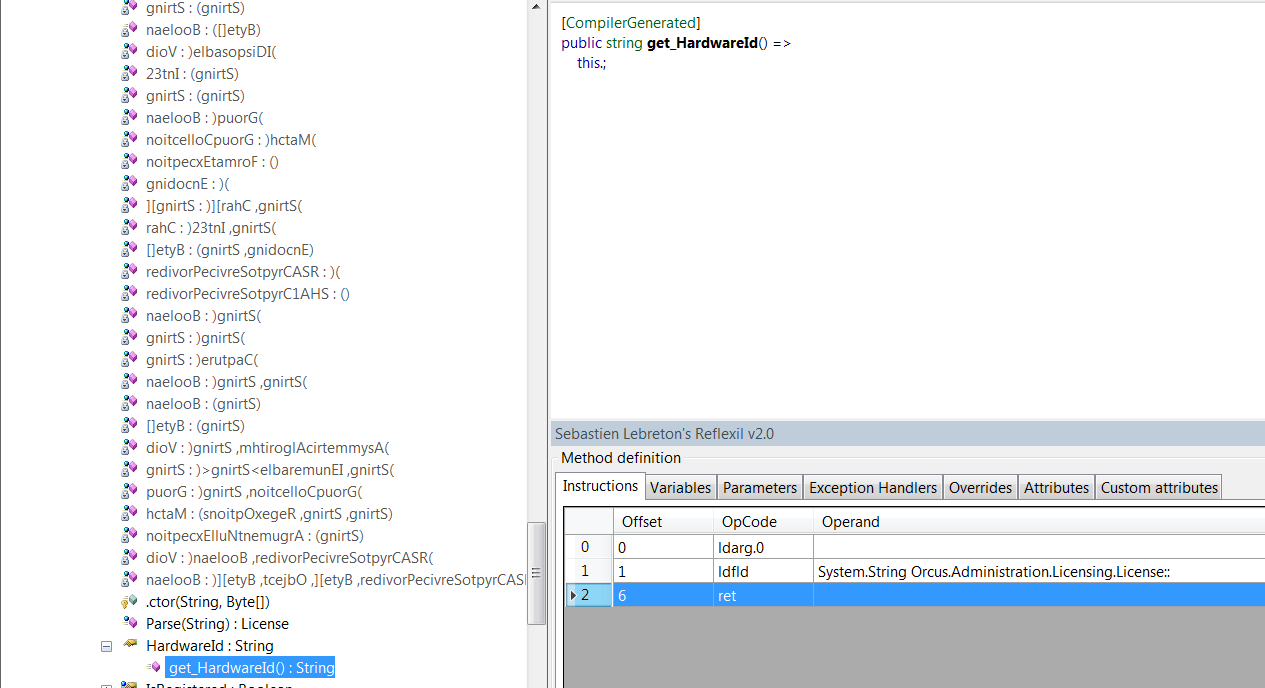 gnirtS : (gnirtS)
naelooB : ([]etyB)
dioV : )elbasopsiDI(
23tnI : (gnirtS)
gnirtS : (gnirtS)
naelooB : )puorG(
noitcelloCpuorG : )hctaM(
noitpecxEtamroF : ()
gnidocnE : )(
][gnirtS : )][rahC ,gnirtS(
rahC : )23tnI ,gnirtS(
[]etyB : (gnirtS ,gnidocnE)
redivorPecivreSotpyrCASR : )(
redivorPecivreSotpyrC1AHS : ()
naelooB : )gnirtS(
gnirtS : )gnirtS(
gnirtS : )erutpaC(
naelooB : )gnirtS ,gnirtS(
naelooB : (gnirtS)
[]etyB : (gnirtS)
dioV : )gnirtS ,mhtiroglAcirtemmysA(
gnirtS : )>gnirtS<elbaremunEI ,gnirtS(
puorG : )gnirtS ,noitcelloCpuorG(
hctaM : (snoitpOxegeR ,gnirtS ,gnirtS)
noitpecxElluNtnemugrA : (gnirtS)
dioV : )naelooB ,redivorPecivreSotpyrCASR(
naelooB : )][etyB ,tcejbO ,][etyB ,redivorPecivreSotpyrCASI
.ctor(String, Byte[])
Parse(String) : License
HardwareId : String
get_HardwareId() : String
IsRegistered : Boolean
[CompilerGenerated]
public string get_HardwareId() =>
this.;
Sebastien Lebreton's Reflexil v2.0
Method definition
Instructions Variables Parameters Exception Handlers Overrides Attributes Custom attributes
Offset OpCode Operand
0 0 ldarg.0
1 1 ldfld System.String Orcus.Administration.Licensing.License::
2 6 ret